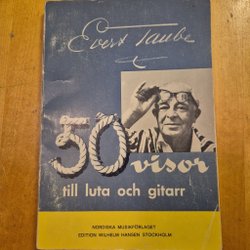 Evert Taube
50 visor
till luta och gitarr
NORDISKA MUSIKFÖRLAGET
EDITION WILHELM HANSEN STOCKHOLM